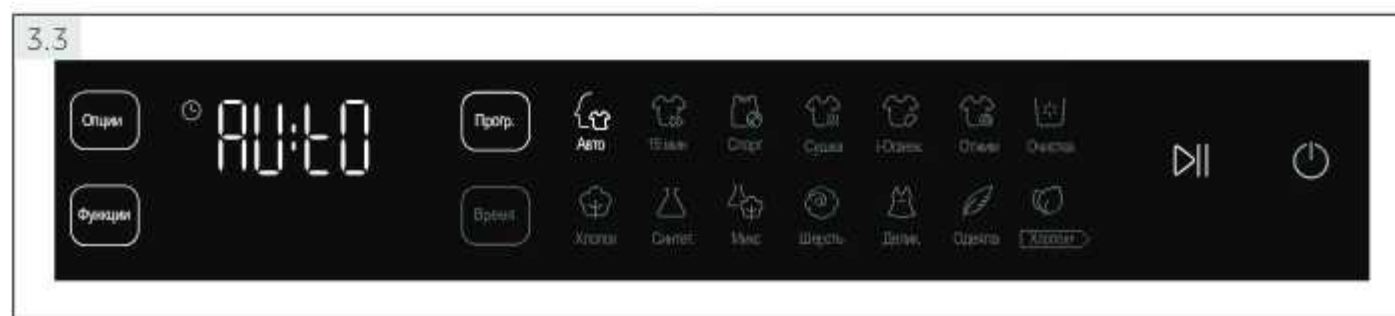 3.3
Опции
AU:tO
Прогр.
Авто
15 мин
Спорт
Сушка
Отжим
Очистка
Функции
Время
Хлопок
Синтет.
Микс
Шерсть
Делик.
Одеяла
Хлопок+